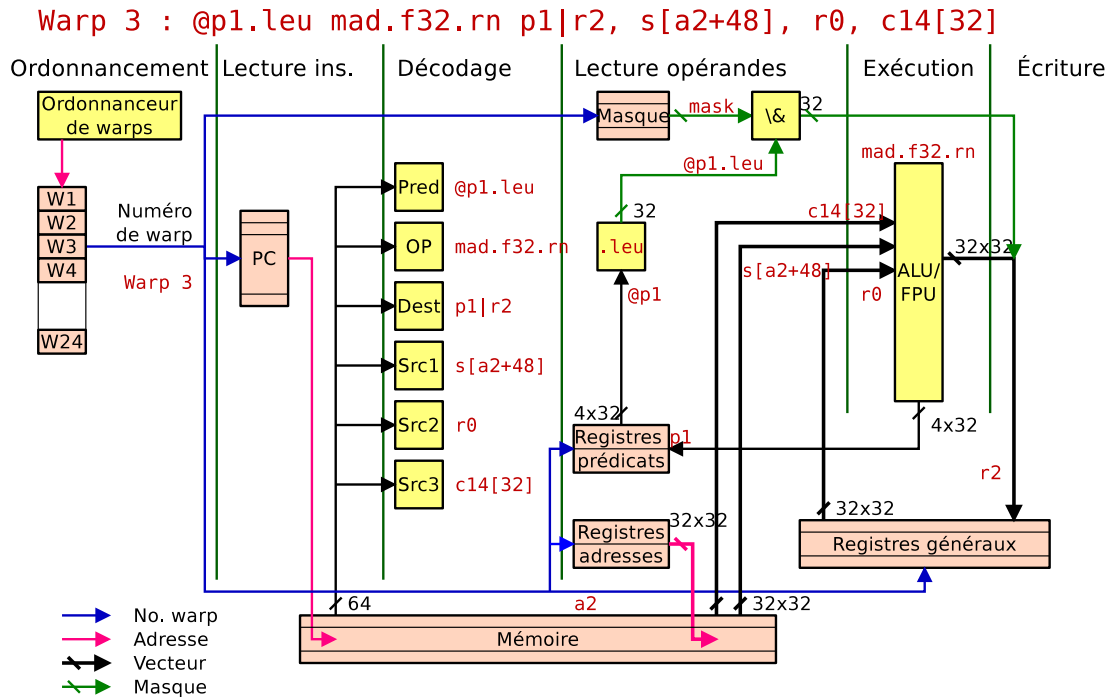 Warp 3 : @p1.leu mad.f32.rn p1|r2, s[a2+48], r0, c14[32]
Ordonnancement
Lecture ins.
Décodage
Lecture opérandes
Exécution
Écriture
Ordonnanceur
de warps
W1
W2
W3
W4
W24
Numéro
de warp
Warp 3
PC
Pred
@p1.leu
OP
mad.f32.rn
Dest
p1|r2
Src1
s[a2+48]
Src2
r0
Src3
c14[32]
64
Masque
mask
\&
32
@p1.leu
32
.leu
@p1
4x32
Registres
prédicats
p1
Registres
adresses
32x32
a2
32x32
mad.f32.rn
c14[32]
s[a2+48]
r0
ALU/
FPU
32x32
4x32
r2
32x32
Registres généraux
Mémoire
No. warp
Adresse
Vecteur
Masque